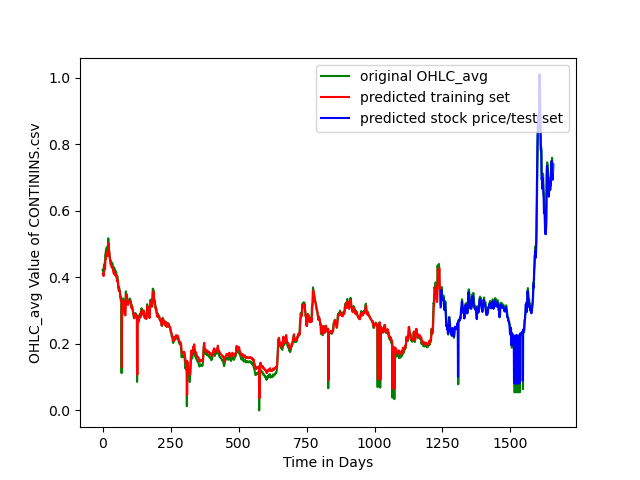 original OHLC_avg
predicted training set
predicted stock price/test set
1.0
0.8
0.6
0.4
0.2
0.0
OHLC_avg Value of CONTININS.csv
0
250
500
750
1000
1250
1500
Time in Days